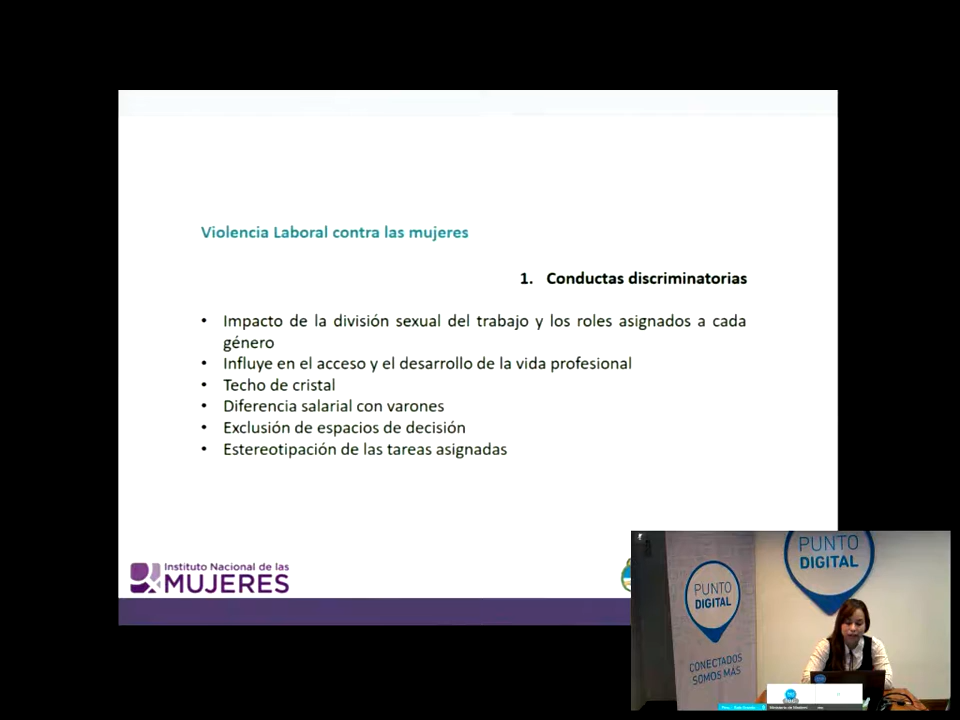 Violencia Laboral contra las mujeres
1. Conductas discriminatorias
• Impacto de la división sexual del trabajo y los roles asignados a cada
género
• Influye en el acceso y el desarrollo de la vida profesional
• Techo de cristal
• Diferencia salarial con varones
• Exclusión de espacios de decisión
• Estereotipación de las tareas asignadas
Instituto Nacional de las
MUJERES
PUNTO
DIGITAL
CONECTADOS
SOMOS MÁS
PUNTO
DIGITAL